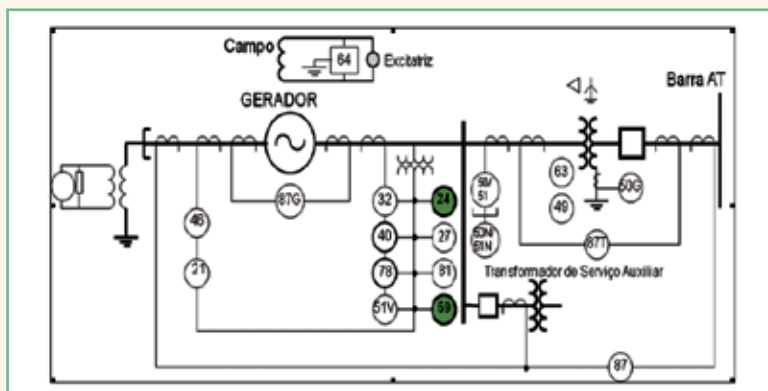 Campo
64
Excitatriz
GERADOR
Barra AT
87G
32
24
50/
51
63
50G
46
40
27
50N/
51N
49
87T
21
78
81
Transformador de Serviço Auxiliar
51V
59
87